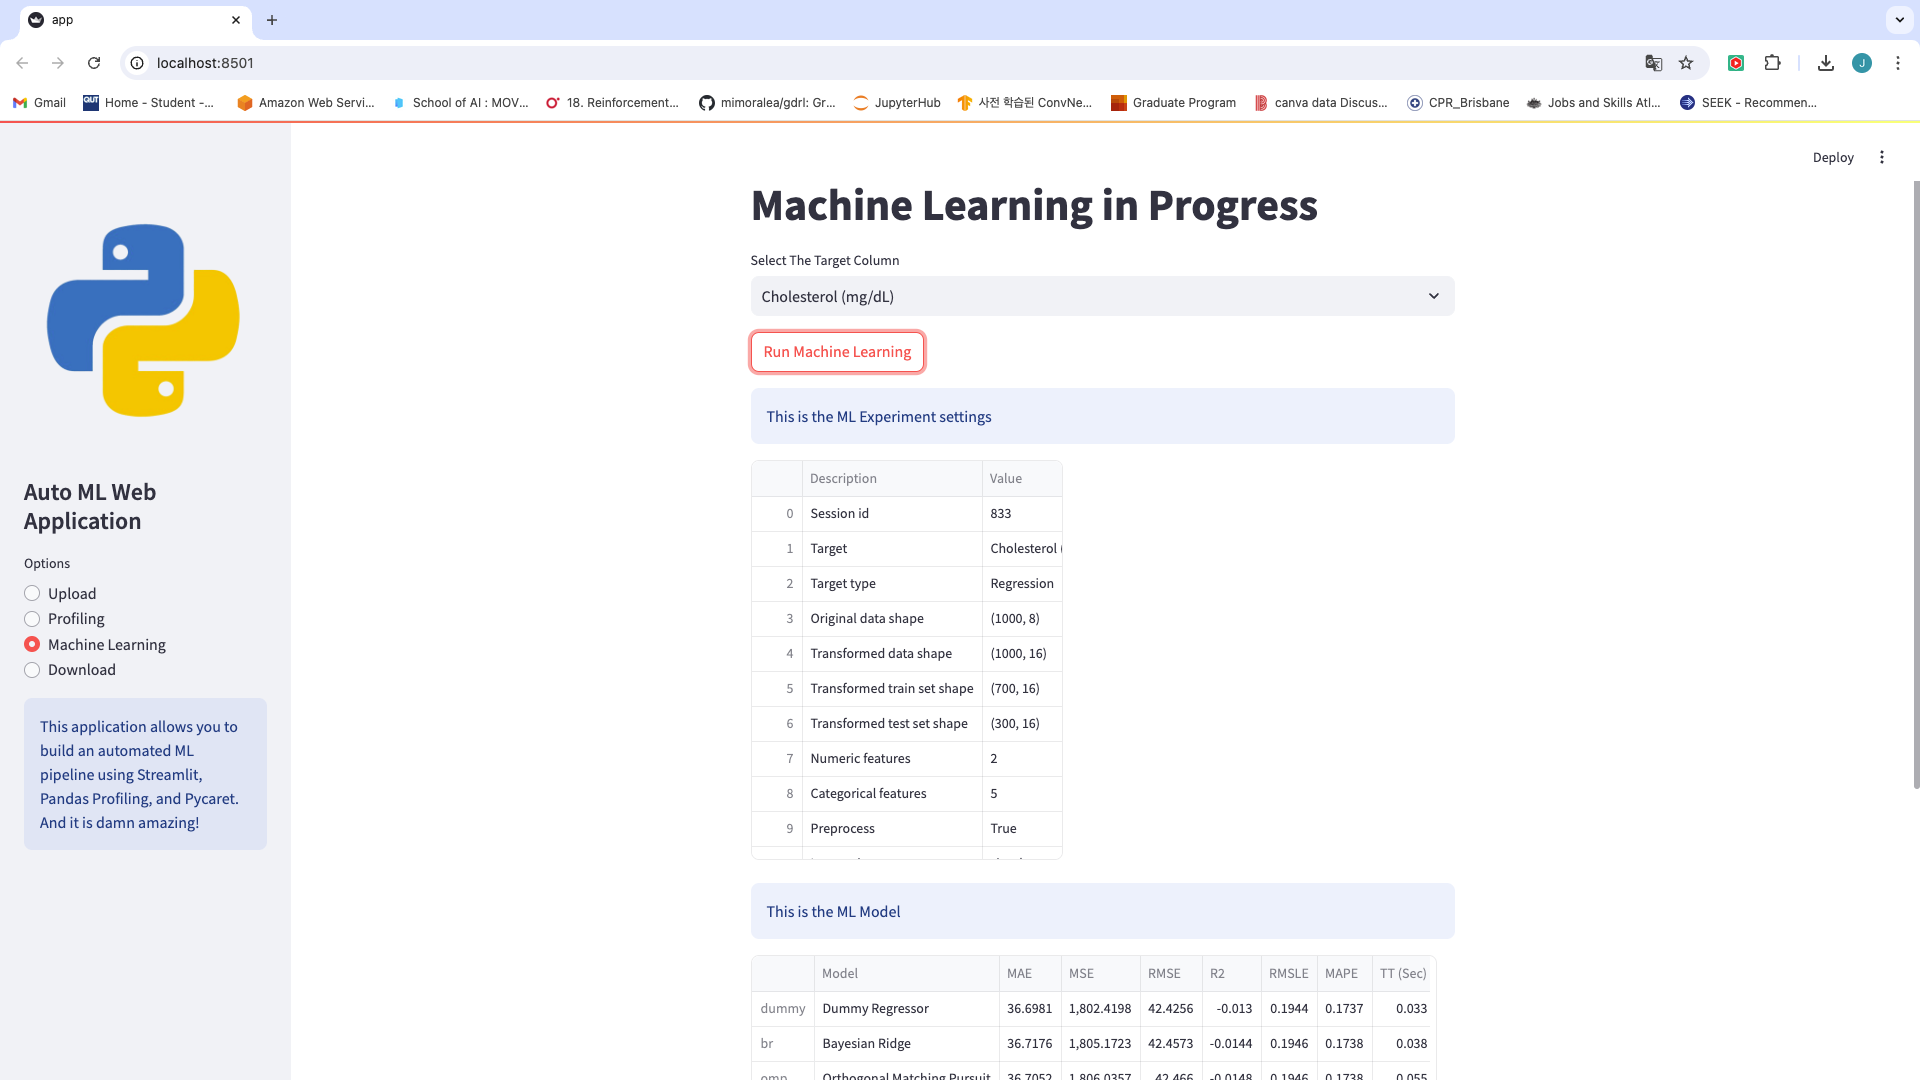 app
localhost:8501
Gmail
QUT Home - Student -...
Amazon Web Servi...
School of AI : MOV...
18. Reinforcement...
mimoralea/gdrl: Gr...
JupyterHub
사전 학습된 ConvNe...
Graduate Program
canva data Discus...
CPR_Brisbane
Jobs and Skills Atl...
SEEK - Recommen...
J
Deploy
Auto ML Web
Application
Options
Upload
Profiling
Machine Learning
Download
This application allows you to
build an automated ML
pipeline using Streamlit,
Pandas Profiling, and Pycaret.
And it is damn amazing!
Machine Learning in Progress
Select The Target Column
Cholesterol (mg/dL)
Run Machine Learning
This is the ML Experiment settings
Description Value
0 Session id 833
1 Target Cholesterol (
2 Target type Regression
3 Original data shape (1000, 8)
4 Transformed data shape (1000, 16)
5 Transformed train set shape (700, 16)
6 Transformed test set shape (300, 16)
7 Numeric features 2
8 Categorical features 5
9 Preprocess True
This is the ML Model
Model MAE MSE RMSE R2 RMSLE MAPE TT (Sec)
dummy Dummy Regressor 36.6981 1,802.4198 42.4256 -0.013 0.1944 0.1737 0.033
br Bayesian Ridge 36.7176 1,805.1723 42.4573 -0.0144 0.1946 0.1738 0.038
omp Orthogonal Matching Pursuit 36.7052 1,806.0357 42.466 -0.0148 0.1946 0.1738 0.055